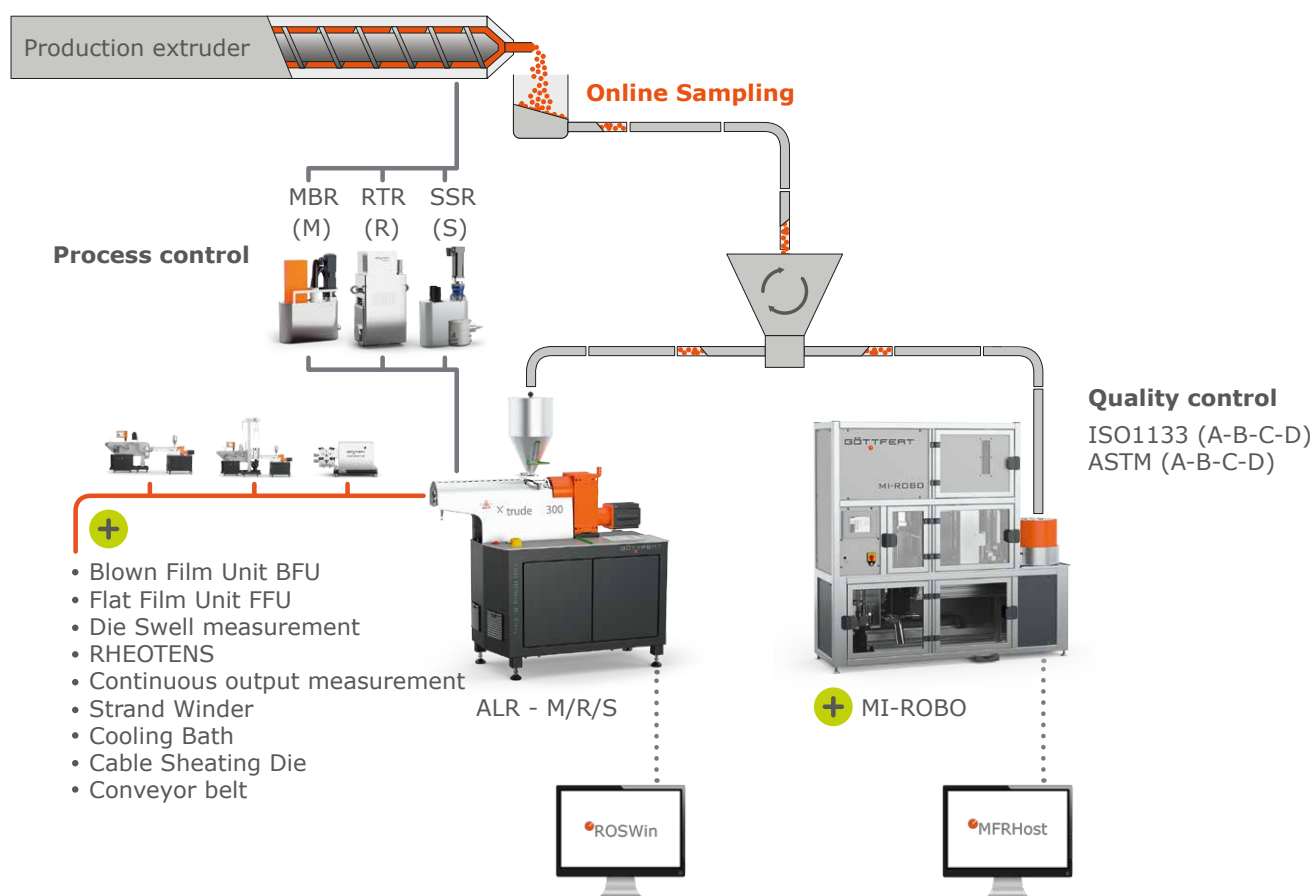 Production extruder
Online Sampling
MBR RTR SSR
(M) (R) (S)
Process control
Quality control
ISO1133 (A-B-C-D)
ASTM (A-B-C-D)
GÖTTFERT
MI-ROBO
X trude 300
GÖTTFERT
• Blown Film Unit BFU
• Flat Film Unit FFU
• Die Swell measurement
• RHEOTENS
• Continuous output measurement
• Strand Winder
• Cooling Bath
• Cable Sheating Die
• Conveyor belt
ALR - M/R/S
MI-ROBO
ROSWin
MFRHost